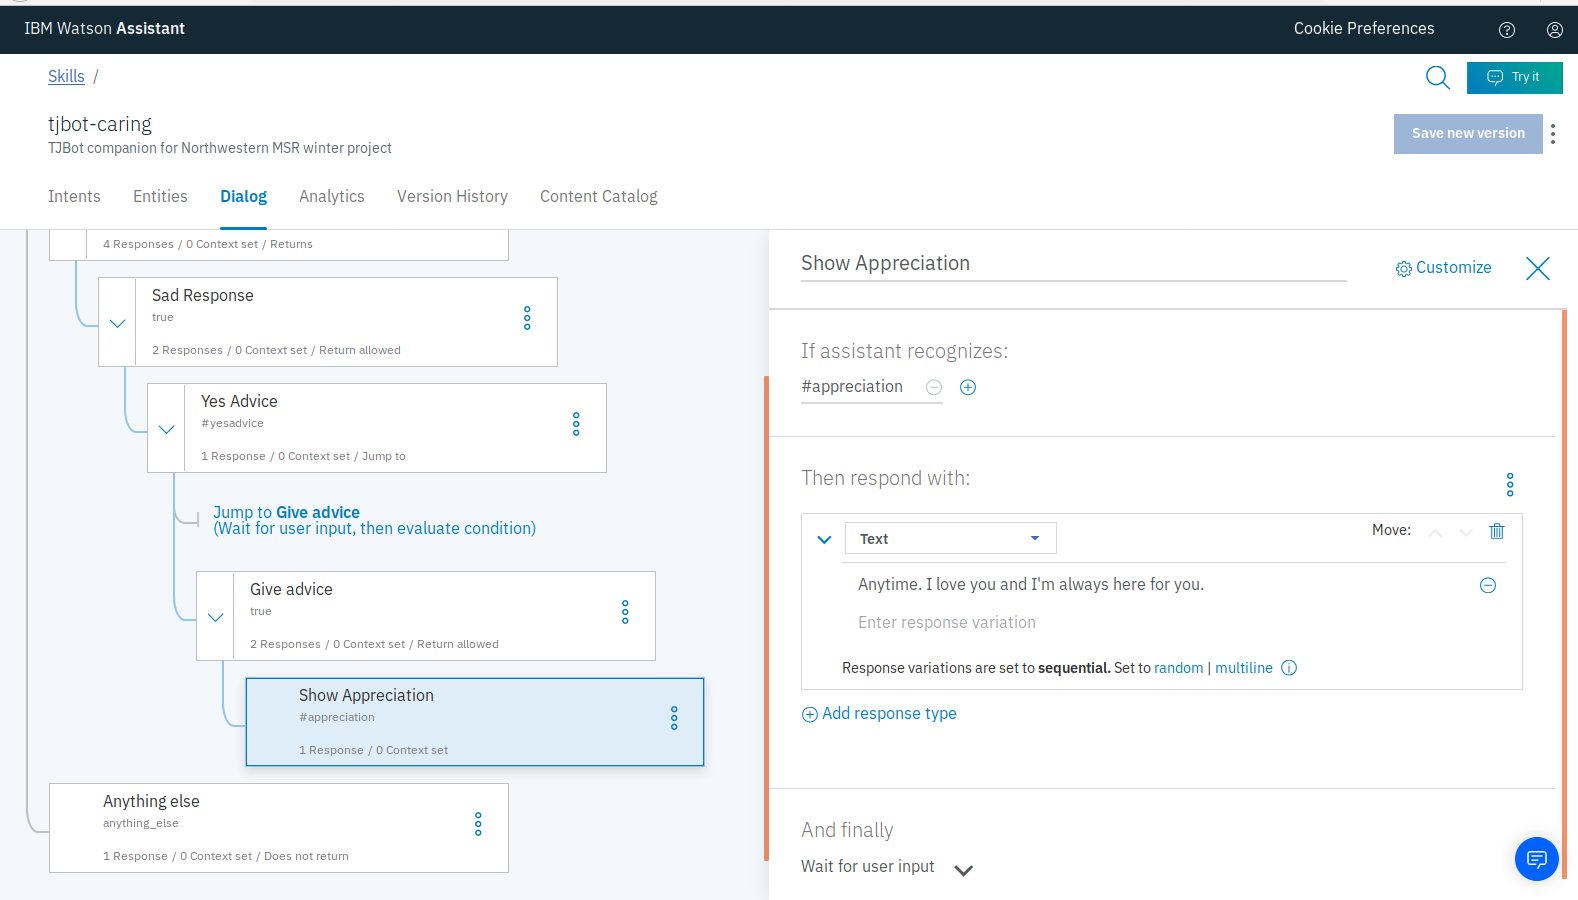 IBM Watson Assistant
Cookie Preferences
Skills /
Try it
tjbot-caring
TJBot companion for Northwestern MSR winter project
Save new version
Intents
Entities
Dialog
Analytics
Version History
Content Catalog
4 Responses / 0 Context set / Returns
Sad Response
true
2 Responses / 0 Context set / Return allowed
Yes Advice
#yesadvice
1 Response / 0 Context set / Jump to
Jump to Give advice
(Wait for user input, then evaluate condition)
Give advice
true
2 Responses / 0 Context set / Return allowed
Show Appreciation
#appreciation
1 Response / 0 Context set
Anything else
anything_else
1 Response / 0 Context set / Does not return
Show Appreciation
Customize
If assistant recognizes:
#appreciation
Then respond with:
Text
Move:
Anytime. I love you and I'm always here for you.
Enter response variation
Response variations are set to sequential. Set to random | multiline
Add response type
And finally
Wait for user input